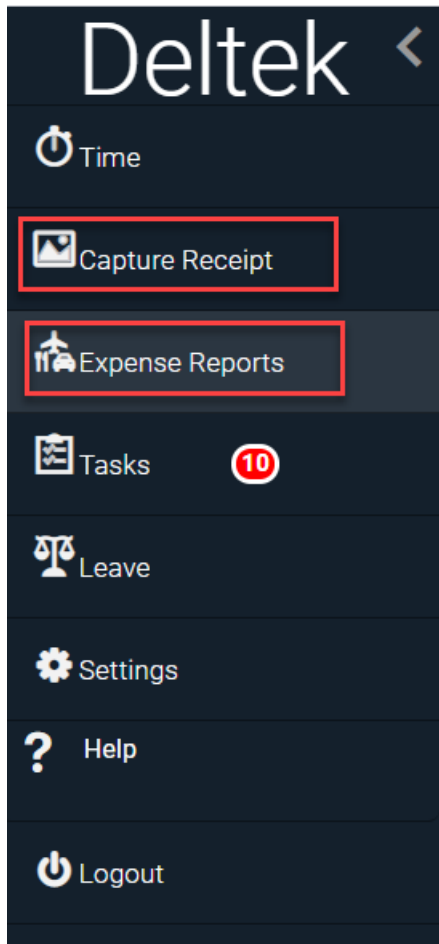 Deltek
Time
Capture Receipt
Expense Reports
Tasks 10
Leave
Settings
? Help
Logout